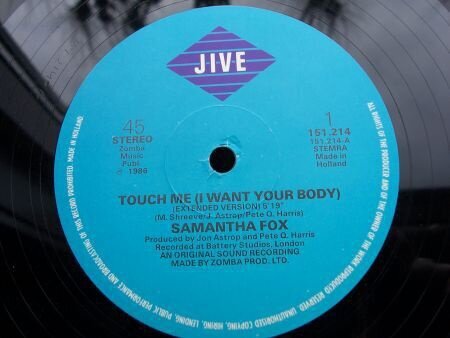 JIVE
45
STEREO
Zomba
Music
Publ.
℗ 1986
1
151.214
151.214-A
STEMRA
Made in
Holland
TOUCH ME (I WANT YOUR BODY)
(EXTENDED VERSION) 5'19"
(M. Shreeve/J. Astrop/Pete Q. Harris)
SAMANTHA FOX
Produced by Jon Astrop and Pete Q. Harris
Recorded at Battery Studios, London
AN ORIGINAL SOUND RECORDING
MADE BY ZOMBA PROD. LTD.
ALL RIGHTS OF THE PRODUCER AND OF THE OWNER OF THE WORK REPRODUCED RESERVED. UNAUTHORISED COPYING, HIRING, LENDING, PUBLIC PERFORMANCE AND BROADCASTING OF THIS RECORD PROHIBITED. MADE IN HOLLAND